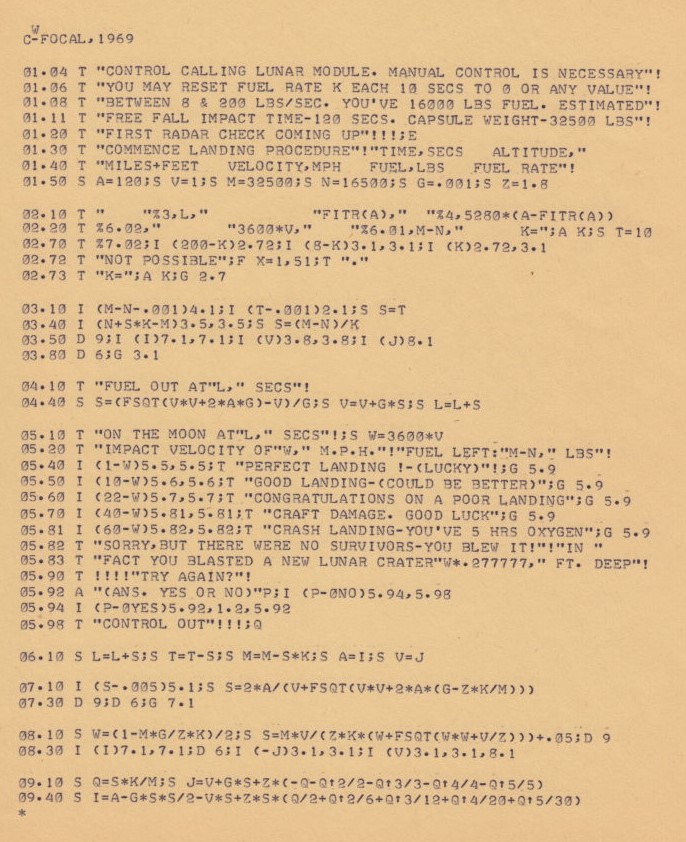 W
C-FOCAL,1969
01.04 T "CONTROL CALLING LUNAR MODULE. MANUAL CONTROL IS NECESSARY"!
01.06 T "YOU MAY RESET FUEL RATE K EACH 10 SECS TO 0 OR ANY VALUE"!
01.08 T "BETWEEN 8 & 200 LBS/SEC. YOU'VE 16000 LBS FUEL. ESTIMATED"!
01.11 T "FREE FALL IMPACT TIME-120 SECS. CAPSULE WEIGHT-32500 LBS"!
01.20 T "FIRST RADAR CHECK COMING UP"!!!;E
01.30 T "COMMENCE LANDING PROCEDURE"!"TIME,SECS   ALTITUDE,"
01.40 T "MILES+FEET   VELOCITY,MPH   FUEL,LBS   FUEL RATE"!
01.50 S A=120;S V=1;S M=32500;S N=16500;S G=.001;S Z=1.8
02.10 T "    "%3,L,"           "FITR(A),"  "%4,5280*(A-FITR(A))
02.20 T %6.02,"       "3600*V,"    "%6.01,M-N,"      K=";A K;S T=10
02.70 T %7.02;I (200-K)2.72;I (8-K)3.1,3.1;I (K)2.72,3.1
02.72 T "NOT POSSIBLE";F X=1,51;T "."
02.73 T "K=";A K;G 2.7
03.10 I (M-N-.001)4.1;I (T-.001)2.1;S S=T
03.40 I (N+S*K-M)3.5,3.5;S S=(M-N)/K
03.50 D 9;I (I)7.1,7.1;I (V)3.8,3.8;I (J)8.1
03.80 D 6;G 3.1
04.10 T "FUEL OUT AT"L," SECS"!
04.40 S S=(FSQT(V*V+2*A*G)-V)/G;S V=V+G*S;S L=L+S
05.10 T "ON THE MOON AT"L," SECS"!;S W=3600*V
05.20 T "IMPACT VELOCITY OF"W," M.P.H."!"FUEL LEFT:"M-N," LBS"!
05.40 I (1-W)5.5,5.5;T "PERFECT LANDING !-(LUCKY)"!;G 5.9
05.50 I (10-W)5.6,5.6;T "GOOD LANDING-(COULD BE BETTER)";G 5.9
05.60 I (22-W)5.7,5.7;T "CONGRATULATIONS ON A POOR LANDING";G 5.9
05.70 I (40-W)5.81,5.81;T "CRAFT DAMAGE. GOOD LUCK";G 5.9
05.81 I (60-W)5.82,5.82;T "CRASH LANDING-YOU'VE 5 HRS OXYGEN";G 5.9
05.82 T "SORRY,BUT THERE WERE NO SURVIVORS-YOU BLEW IT!"!"IN "
05.83 T "FACT YOU BLASTED A NEW LUNAR CRATER"W*.277777," FT. DEEP"!
05.90 T !!!!"TRY AGAIN?"!
05.92 A "(ANS. YES OR NO)"P;I (P-0NO)5.94,5.98
05.94 I (P-0YES)5.92,1.2,5.92
05.98 T "CONTROL OUT"!!!;Q
06.10 S L=L+S;S T=T-S;S M=M-S*K;S A=I;S V=J
07.10 I (S-.005)5.1;S S=2*A/(V+FSQT(V*V+2*A*(G-Z*K/M)))
07.30 D 9;D 6;G 7.1
08.10 S W=(1-M*G/Z*K)/2;S S=M*V/(Z*K*(W+FSQT(W*W+V/Z)))+.05;D 9
08.30 I (I)7.1,7.1;D 6;I (-J)3.1,3.1;I (V)3.1,3.1,8.1
09.10 S Q=S*K/M;S J=V+G*S+Z*(-Q-Q↑2/2-Q↑3/3-Q↑4/4-Q↑5/5)
09.40 S I=A-G*S*S/2-V*S+Z*S*(Q/2+Q↑2/6+Q↑3/12+Q↑4/20+Q↑5/30)
*